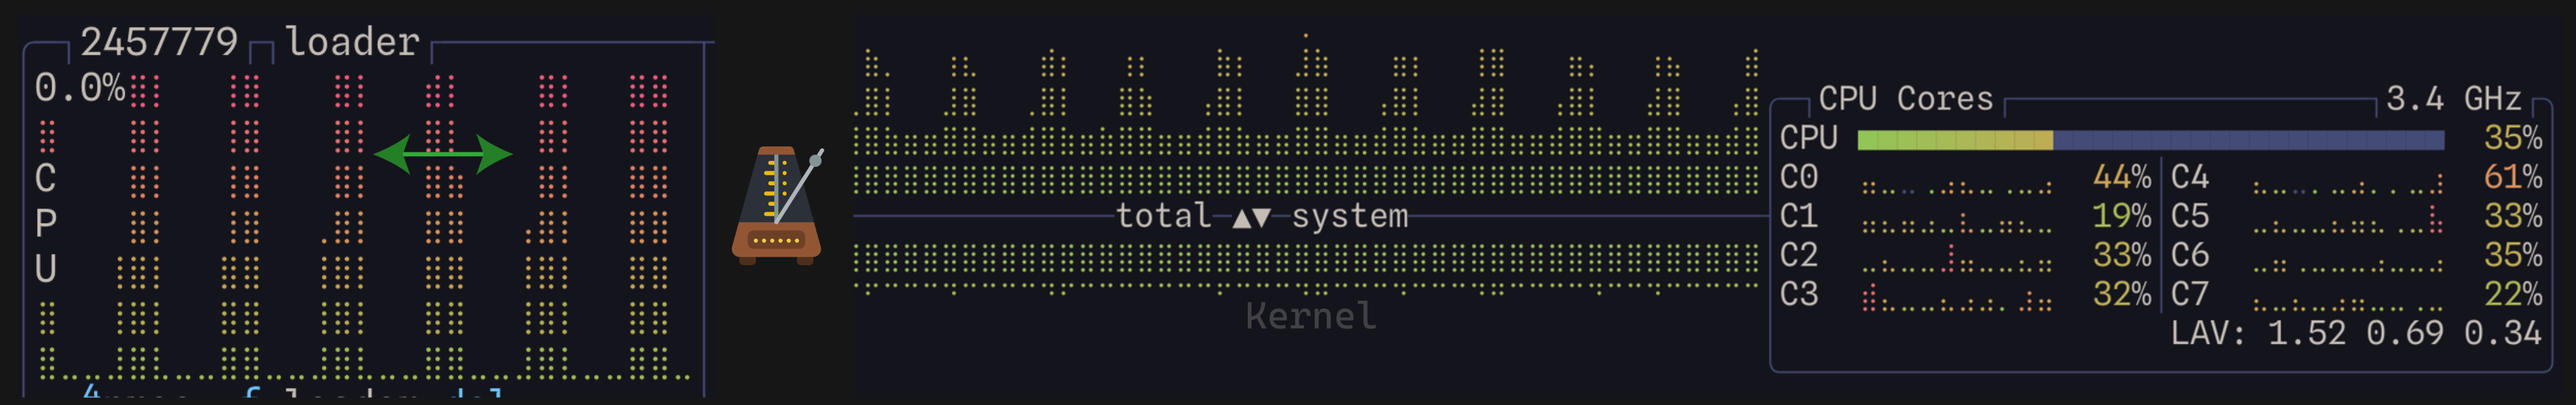 2457779 loader
0.0%
C
P
U
total ▲▼ system
Kernel
CPU Cores 3.4 GHz
CPU 35%
C0 44% C4 61%
C1 19% C5 33%
C2 33% C6 35%
C3 32% C7 22%
LAV: 1.52 0.69 0.34